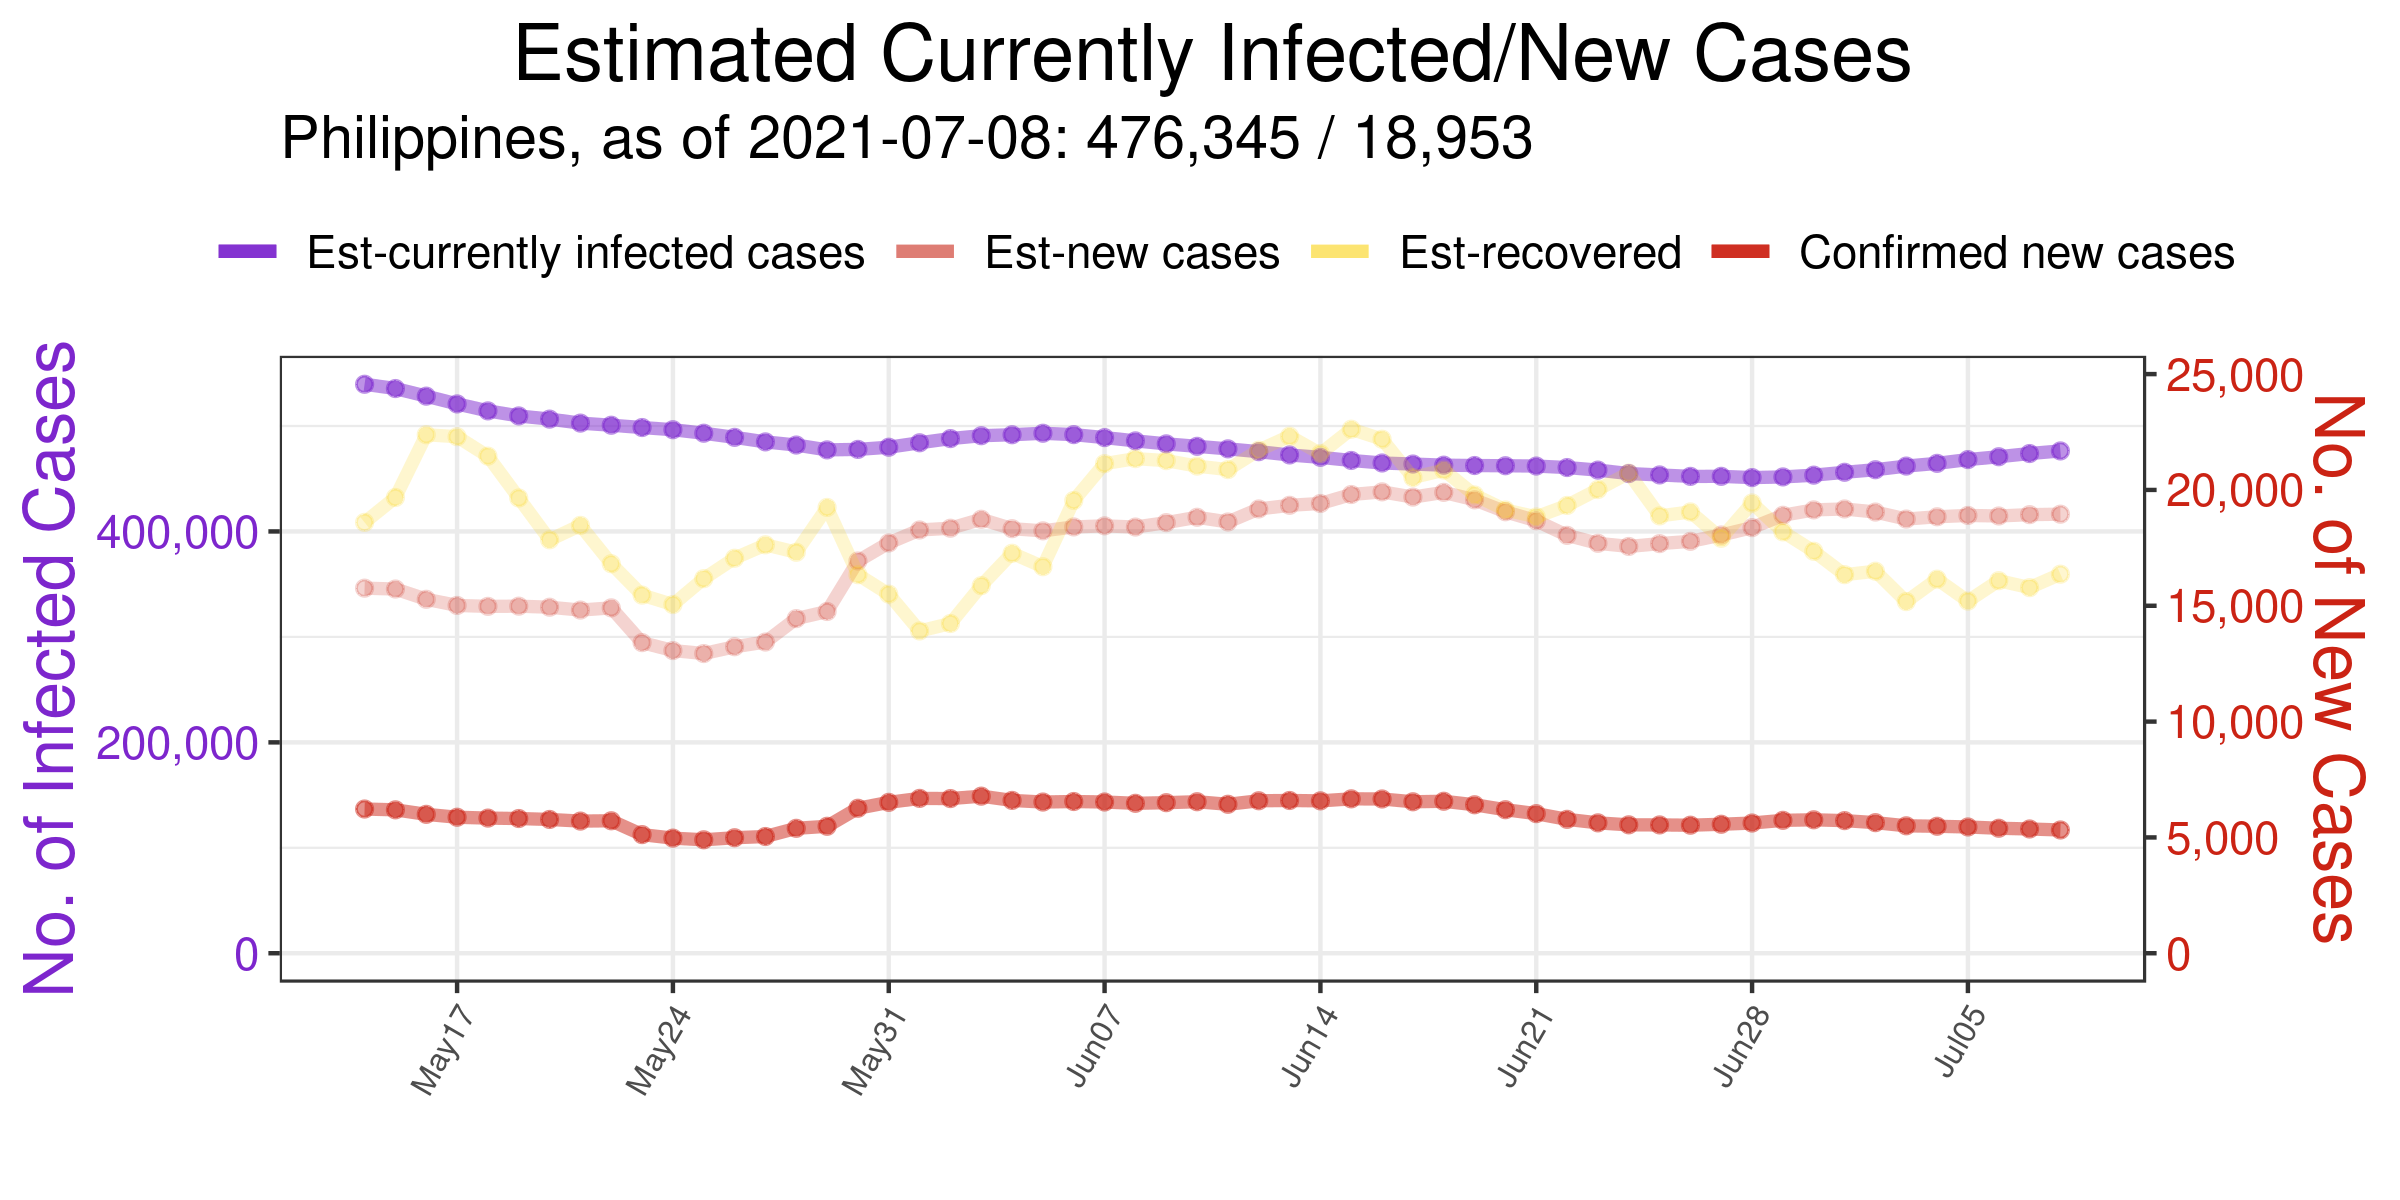 Estimated Currently Infected/New Cases
Philippines, as of 2021-07-08: 476,345 / 18,953
Est-currently infected cases Est-new cases Est-recovered Confirmed new cases
No. of Infected Cases
400,000
200,000
0
25,000
20,000
15,000
10,000
5,000
0
No. of New Cases
May17 May24 May31 Jun07 Jun14 Jun21 Jun28 Jul05